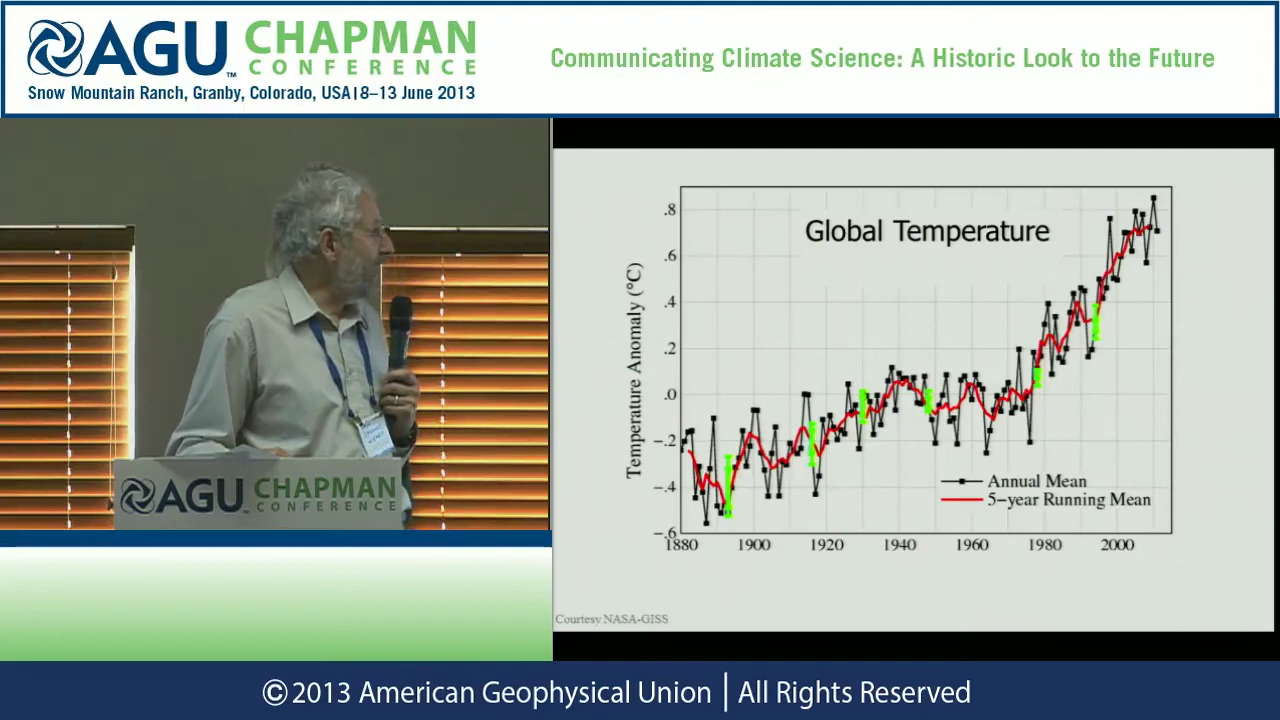 AGU™ CHAPMAN
CONFERENCE
Snow Mountain Ranch, Granby, Colorado, USA|8–13 June 2013
Communicating Climate Science: A Historic Look to the Future
AGU CHAPMAN
CONFERENCE
Global Temperature
Temperature Anomaly (°C)
.8
.6
.4
.2
.0
−.2
−.4
−.6
Annual Mean
5−year Running Mean
1880 1900 1920 1940 1960 1980 2000
Courtesy NASA-GISS
©2013 American Geophysical Union | All Rights Reserved